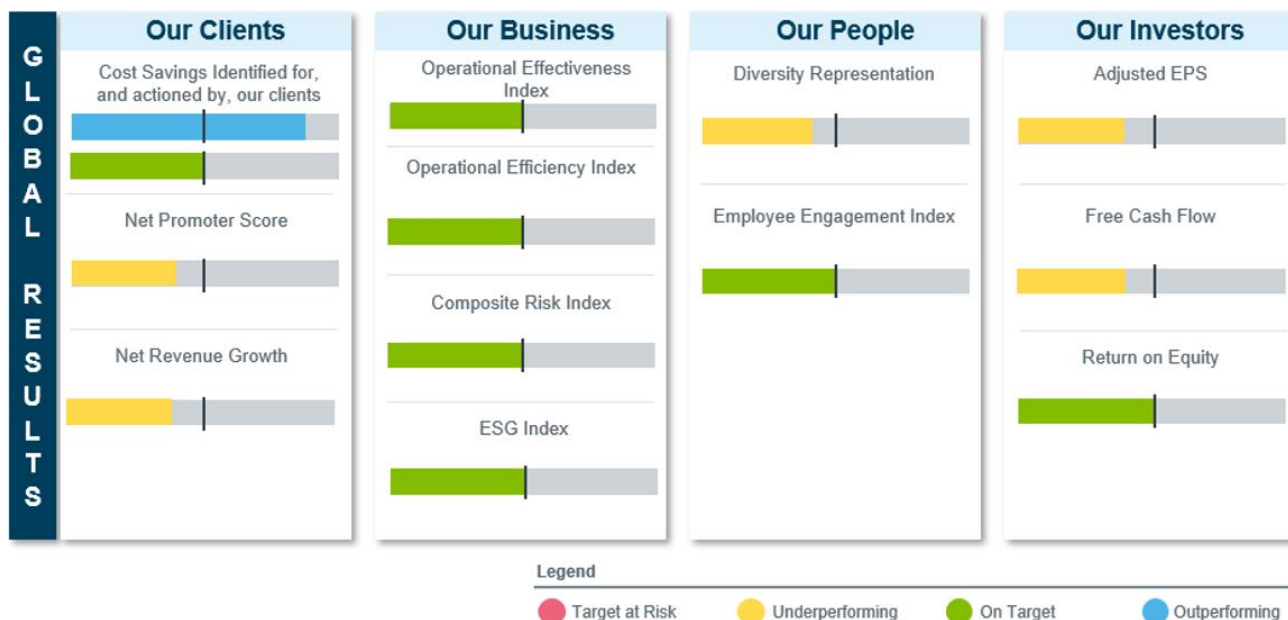 GLOBAL RESULTS
Our Clients
Cost Savings Identified for,
and actioned by, our clients
Net Promoter Score
Net Revenue Growth
Our Business
Operational Effectiveness
Index
Operational Efficiency Index
Composite Risk Index
ESG Index
Our People
Diversity Representation
Employee Engagement Index
Our Investors
Adjusted EPS
Free Cash Flow
Return on Equity
Legend
Target at Risk
Underperforming
On Target
Outperforming